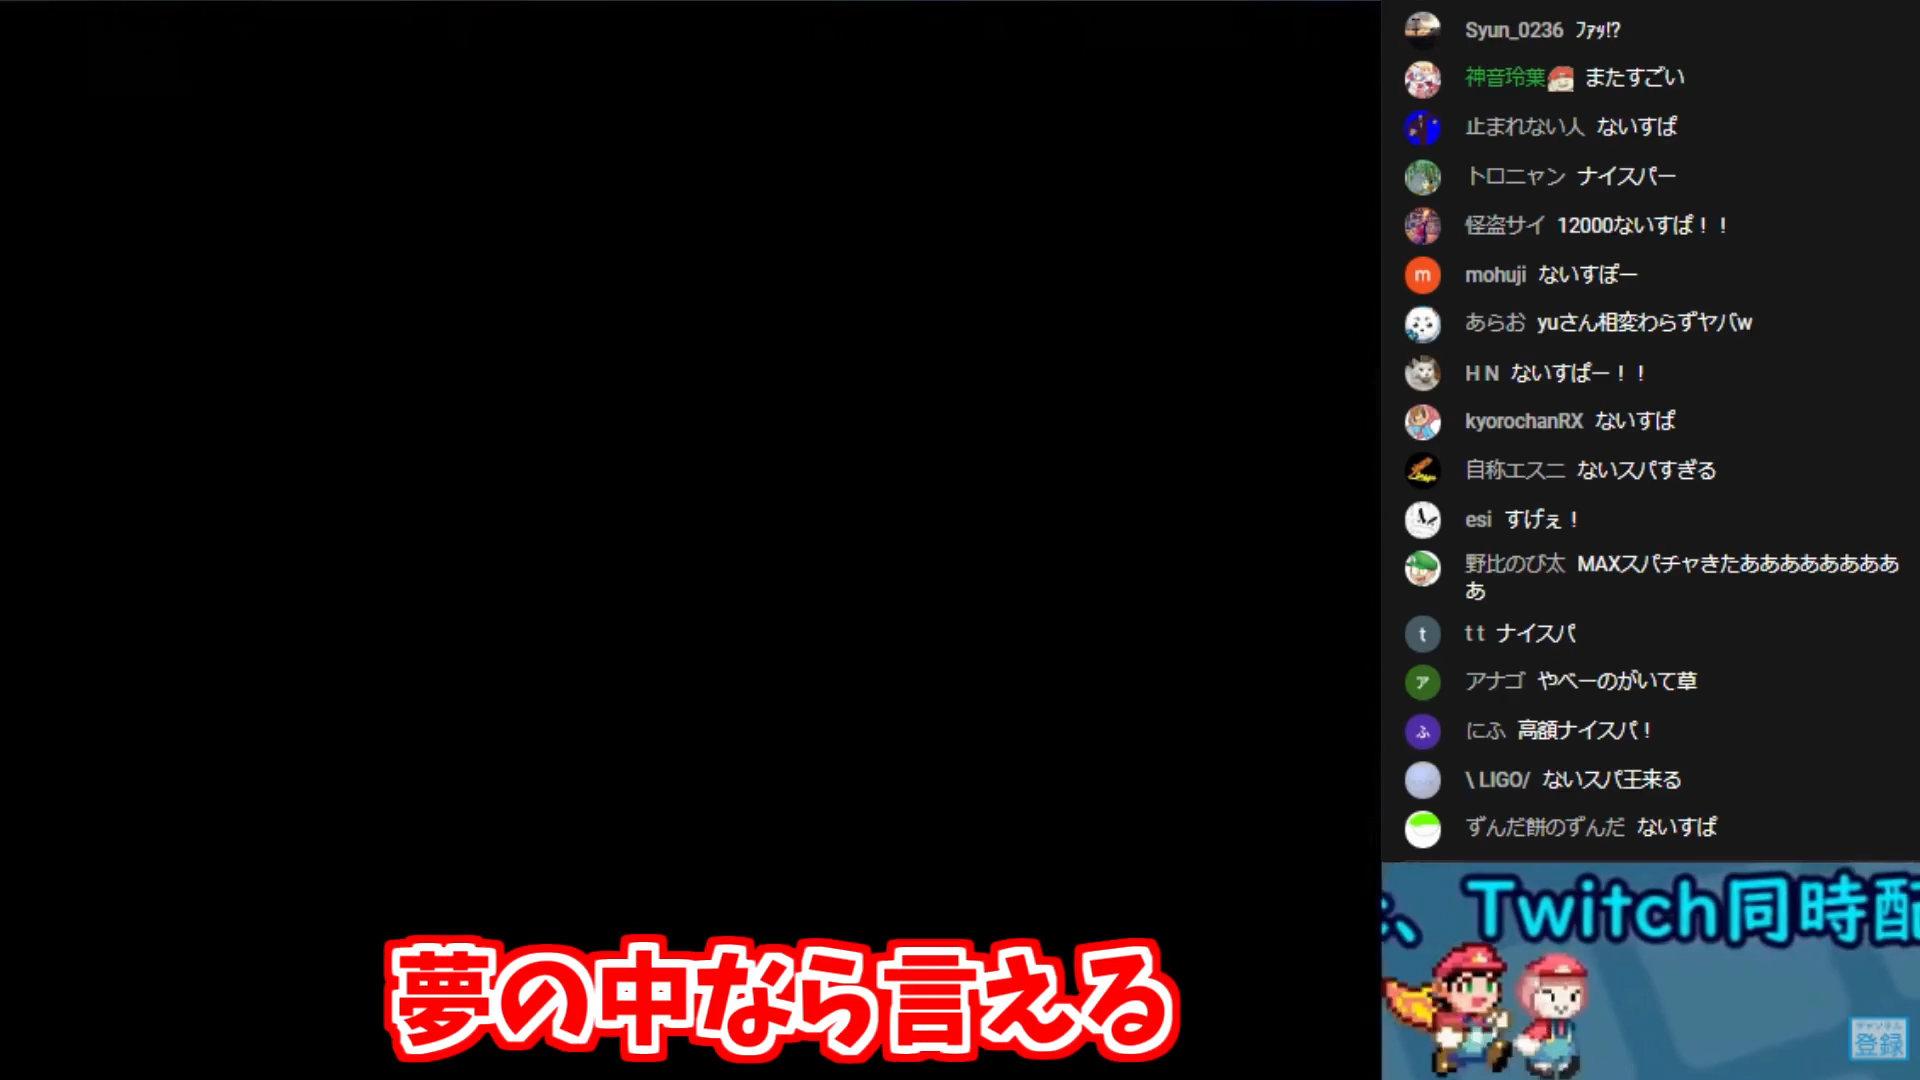 Syun_0236 ﾌｧｯ!?
神音玲葉 またすごい
止まれない人 ないすぱ
トロニャン ナイスパー
怪盗サイ 12000ないすぱ！！
m mohuji ないすぽー
あらお yuさん相変わらずヤバw
H N ないすぱー！！
kyorochanRX ないすぱ
自称エスニ ないスパすぎる
esi すげぇ！
野比のび太 MAXスパチャきたああああああああ
あ
t t t ナイスパ
ア アナゴ やべーのがいて草
ふ にふ 高額ナイスパ！
\ LIGO/ ないスパ王来る
ずんだ餅のずんだ ないすぱ
、Twitch同時配
夢の中なら言える
チャンネル
登録